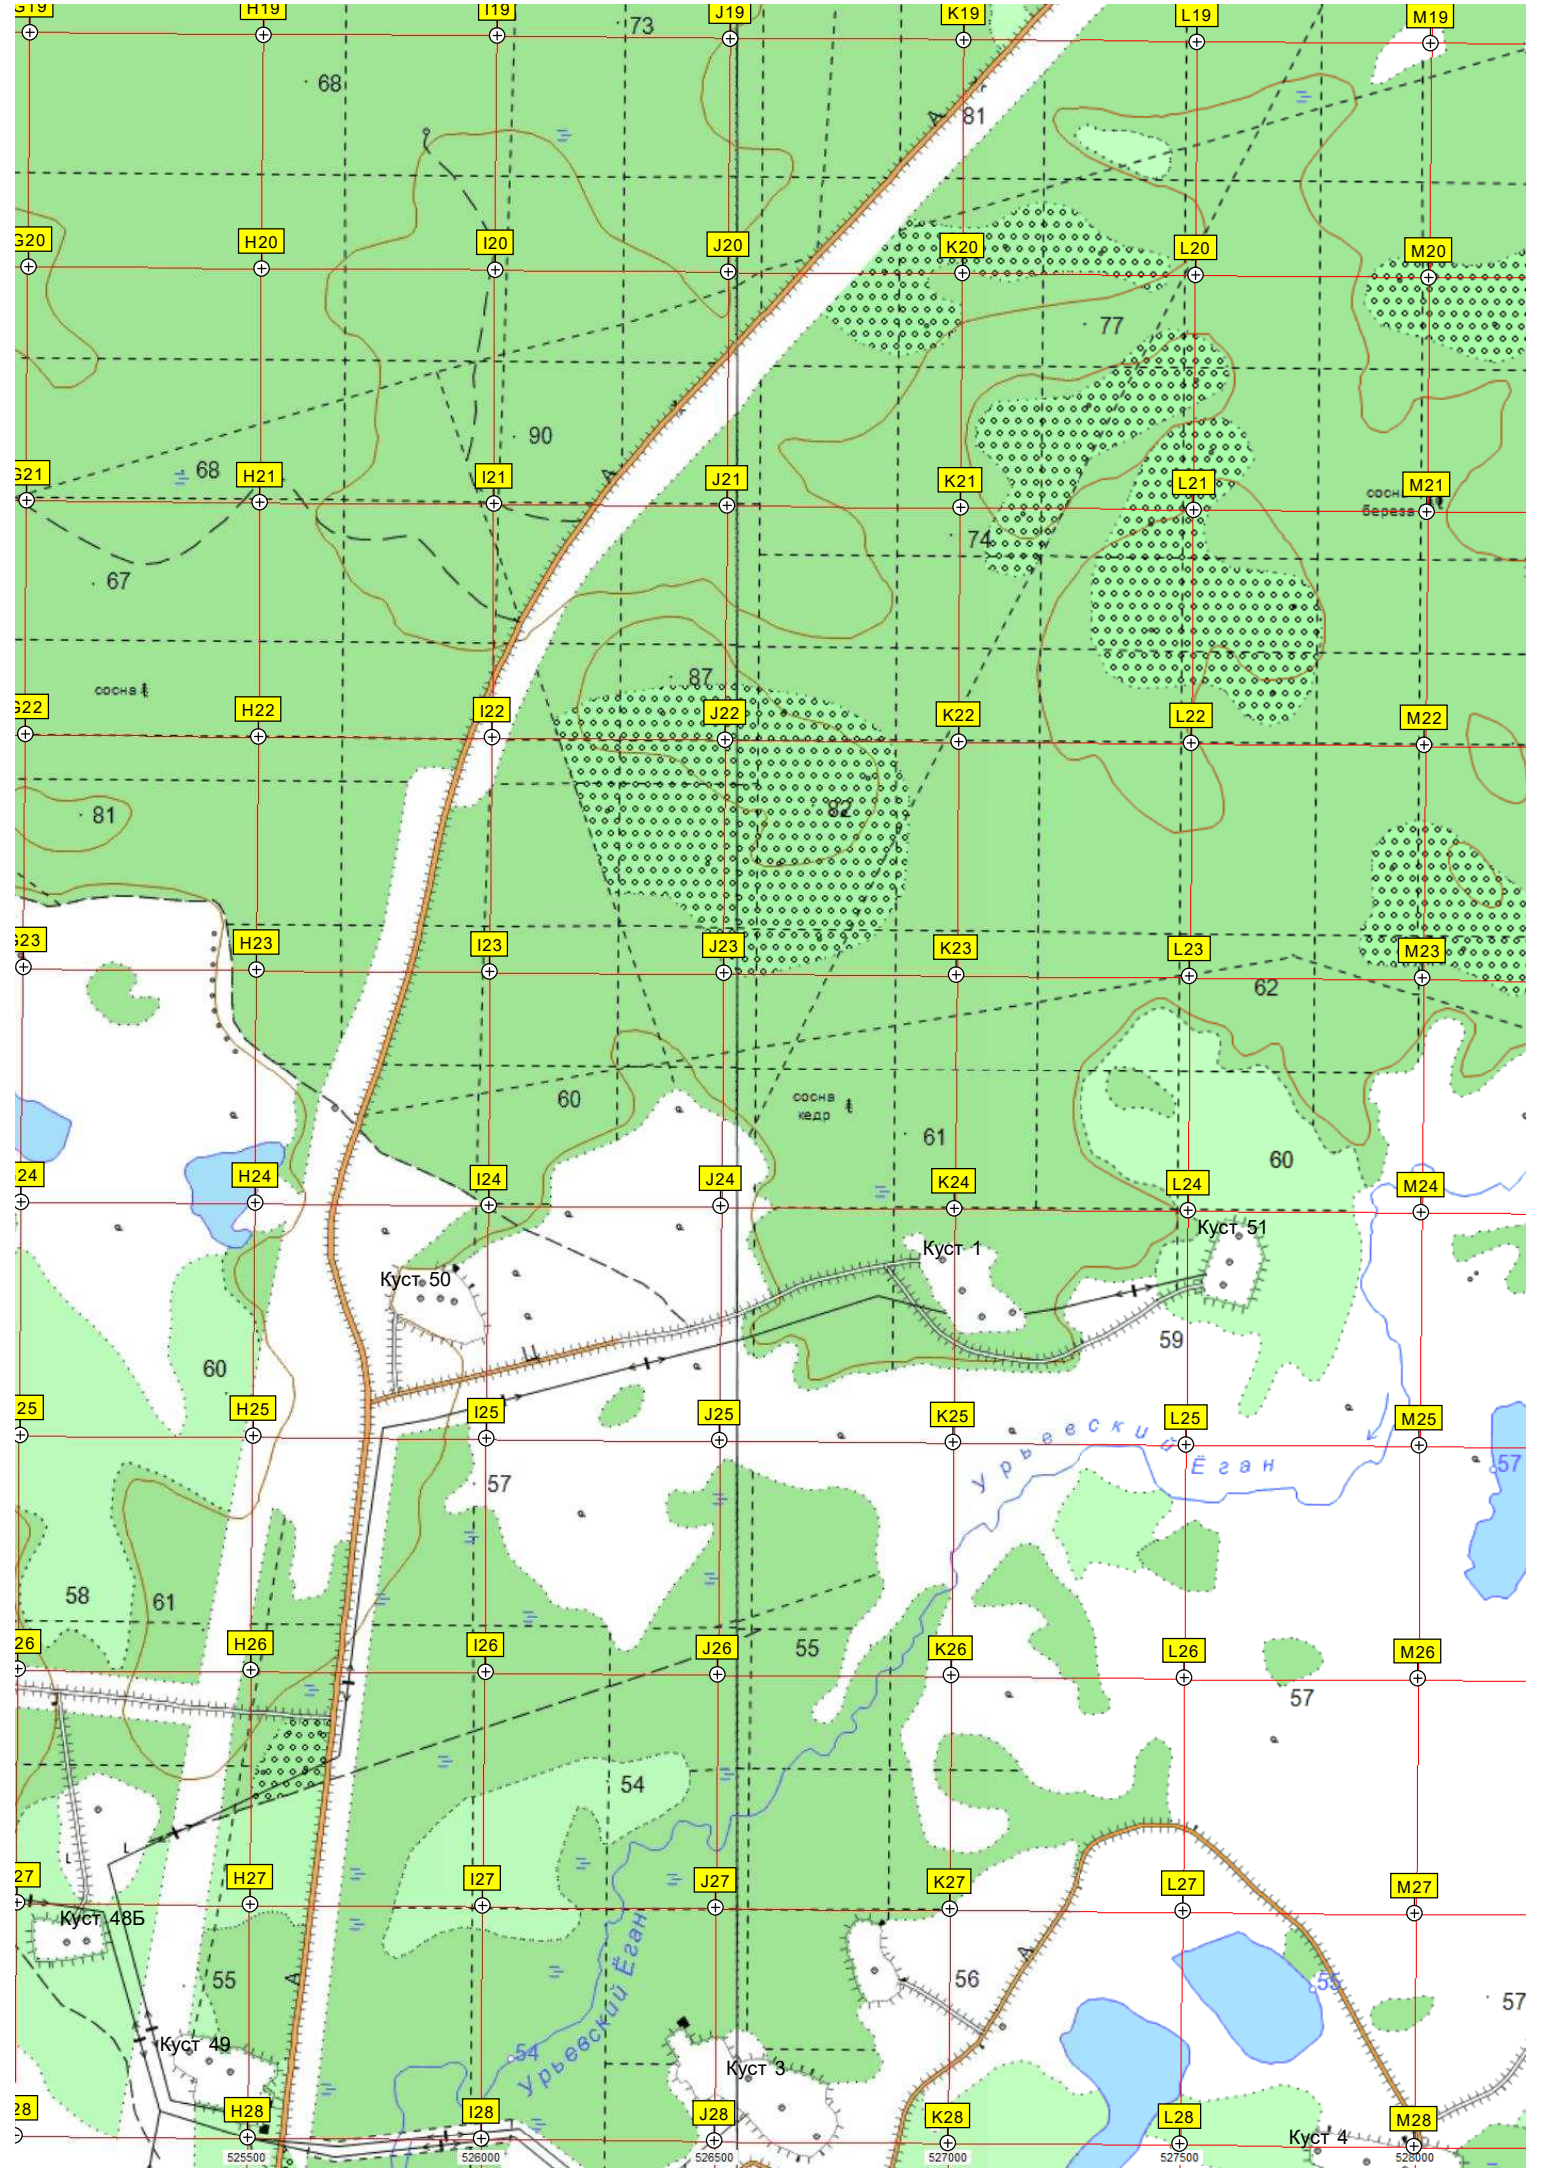 G19 H19 I19 J19 K19 L19 M19
73
68
А 81
G20 H20 I20 J20 K20 L20 M20
77
90
А
68
G21 H21 I21 J21 K21 L21 M21
береза
74
67
87
сосна
G22 H22 I22 J22 K22 L22 M22
81
82
G23 H23 I23 J23 K23 L23 M23
62
60
сосна
кедр
61
60
24 H24 I24 J24 K24 L24 M24
Куст 51
Куст 1
Куст 50
59
Ц
60
25 H25 I25 J25 K25 L25 M25
Урьевский
Ёган
57
57
58
61
26 H26 I26 J26 K26 L26 M26
55
57
54
L
L
27 H27 I27 J27 K27 L27 M27
Куст 48Б
А
55
А
56
55
57
Урьевский Ёган
Куст 49
54
Куст 3
28 H28 I28 J28 K28 L28 M28
Куст 4
525500 526000 526500 527000 527500 528000